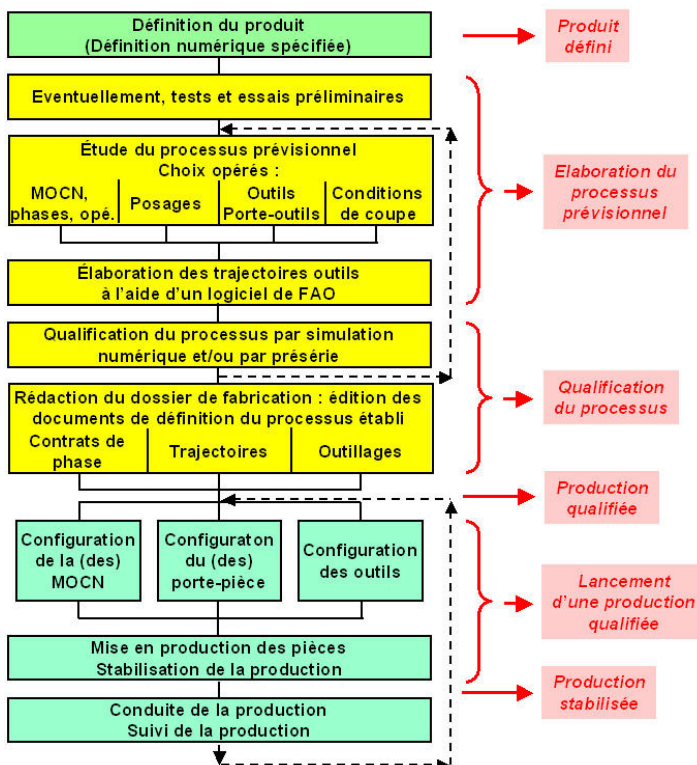 Définition du produit
(Définition numérique spécifiée)
Produit
défini
Eventuellement, tests et essais préliminaires
Étude du processus prévisionnel
Choix opérés :
MOCN,
phases, opé.
Posages
Outils
Porte-outils
Conditions
de coupe
Elaboration du
processus
prévisionnel
Élaboration des trajectoires outils
à l'aide d'un logiciel de FAO
Qualification du processus par simulation
numérique et/ou par présérie
Rédaction du dossier de fabrication : édition des
documents de définition du processus établi
Contrats de
phase
Trajectoires
Outillages
Qualification
du processus
Production
qualifiée
Configuration
de la (des)
MOCN
Configuraton
du (des)
porte-pièce
Configuration
des outils
Lancement
d'une production
qualifiée
Mise en production des pièces
Stabilisation de la production
Production
stabilisée
Conduite de la production
Suivi de la production